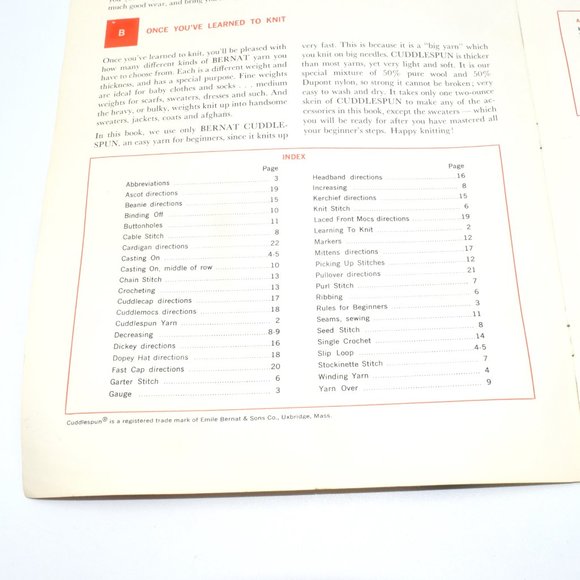 much good wear, and bring you
B ONCE YOU'VE LEARNED TO KNIT
Once you've learned to knit, you'll be pleased with
how many different kinds of BERNAT yarn you
have to choose from. Each is a different weight and
thickness, and has a special purpose. Fine weights
are ideal for baby clothes and socks . . . medium
weights for scarfs, sweaters, dresses and such. And
the heavy, or bulky, weights knit up into handsome
sweaters, jackets, coats and afghans.
In this book, we use only BERNAT CUDDLE-
SPUN, an easy yarn for beginners, since it knits up
very fast. This is because it is a "big yarn" which
you knit on big needles. CUDDLESPUN is thicker
than most yarns, yet very light and soft. It is our
special mixture of 50% pure wool and 50%
Dupont nylon, so strong it cannot be broken; very
easy to wash and dry. It takes only one two-ounce
skein of CUDDLESPUN to make any of the ac-
cessories in this book, except the sweaters — which
you will be ready for after you have mastered all
your beginner's steps. Happy knitting!
INDEX
Page
Abbreviations 3
Ascot directions 19
Beanie directions 15
Binding Off 10
Buttonholes 11
Cable Stitch 8
Cardigan directions 22
Casting On 4-5
Casting On, middle of row 10
Chain Stitch 13
Crocheting 13
Cuddlecap directions 17
Cuddlemocs directions 18
Cuddlespun Yarn 2
Decreasing 8-9
Dickey directions 16
Dopey Hat directions 18
Fast Cap directions 20
Garter Stitch 6
Gauge 3
Page
Headband directions 16
Increasing 8
Kerchief directions 15
Knit Stitch 6
Laced Front Mocs directions 19
Learning To Knit 2
Markers 12
Mittens directions 17
Picking Up Stitches 12
Pullover directions 21
Purl Stitch 7
Ribbing 6
Rules for Beginners 3
Seams, sewing 11
Seed Stitch 8
Single Crochet 14
Slip Loop 4-5
Stockinette Stitch 7
Winding Yarn 4
Yarn Over 9
Cuddlespun® is a registered trade mark of Emile Bernat & Sons Co., Uxbridge, Mass.